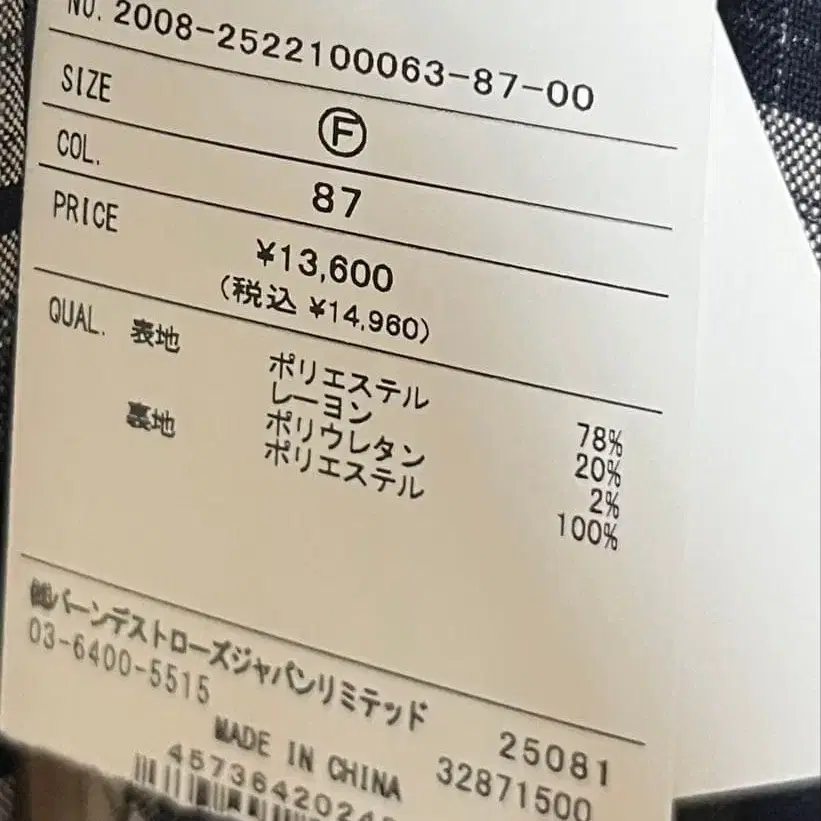 NO. 2008-2522100063-87-00
SIZE Ⓕ
COL. 87
PRICE ¥13,600
(税込 ¥14,960)
QUAL. 表地 ポリエステル 78%
レーヨン 20%
ポリウレタン 2%
裏地 ポリエステル 100%
㈱バーンデストローズジャパンリミテッド
03-6400-5515
25081
MADE IN CHINA 32871500
457364202